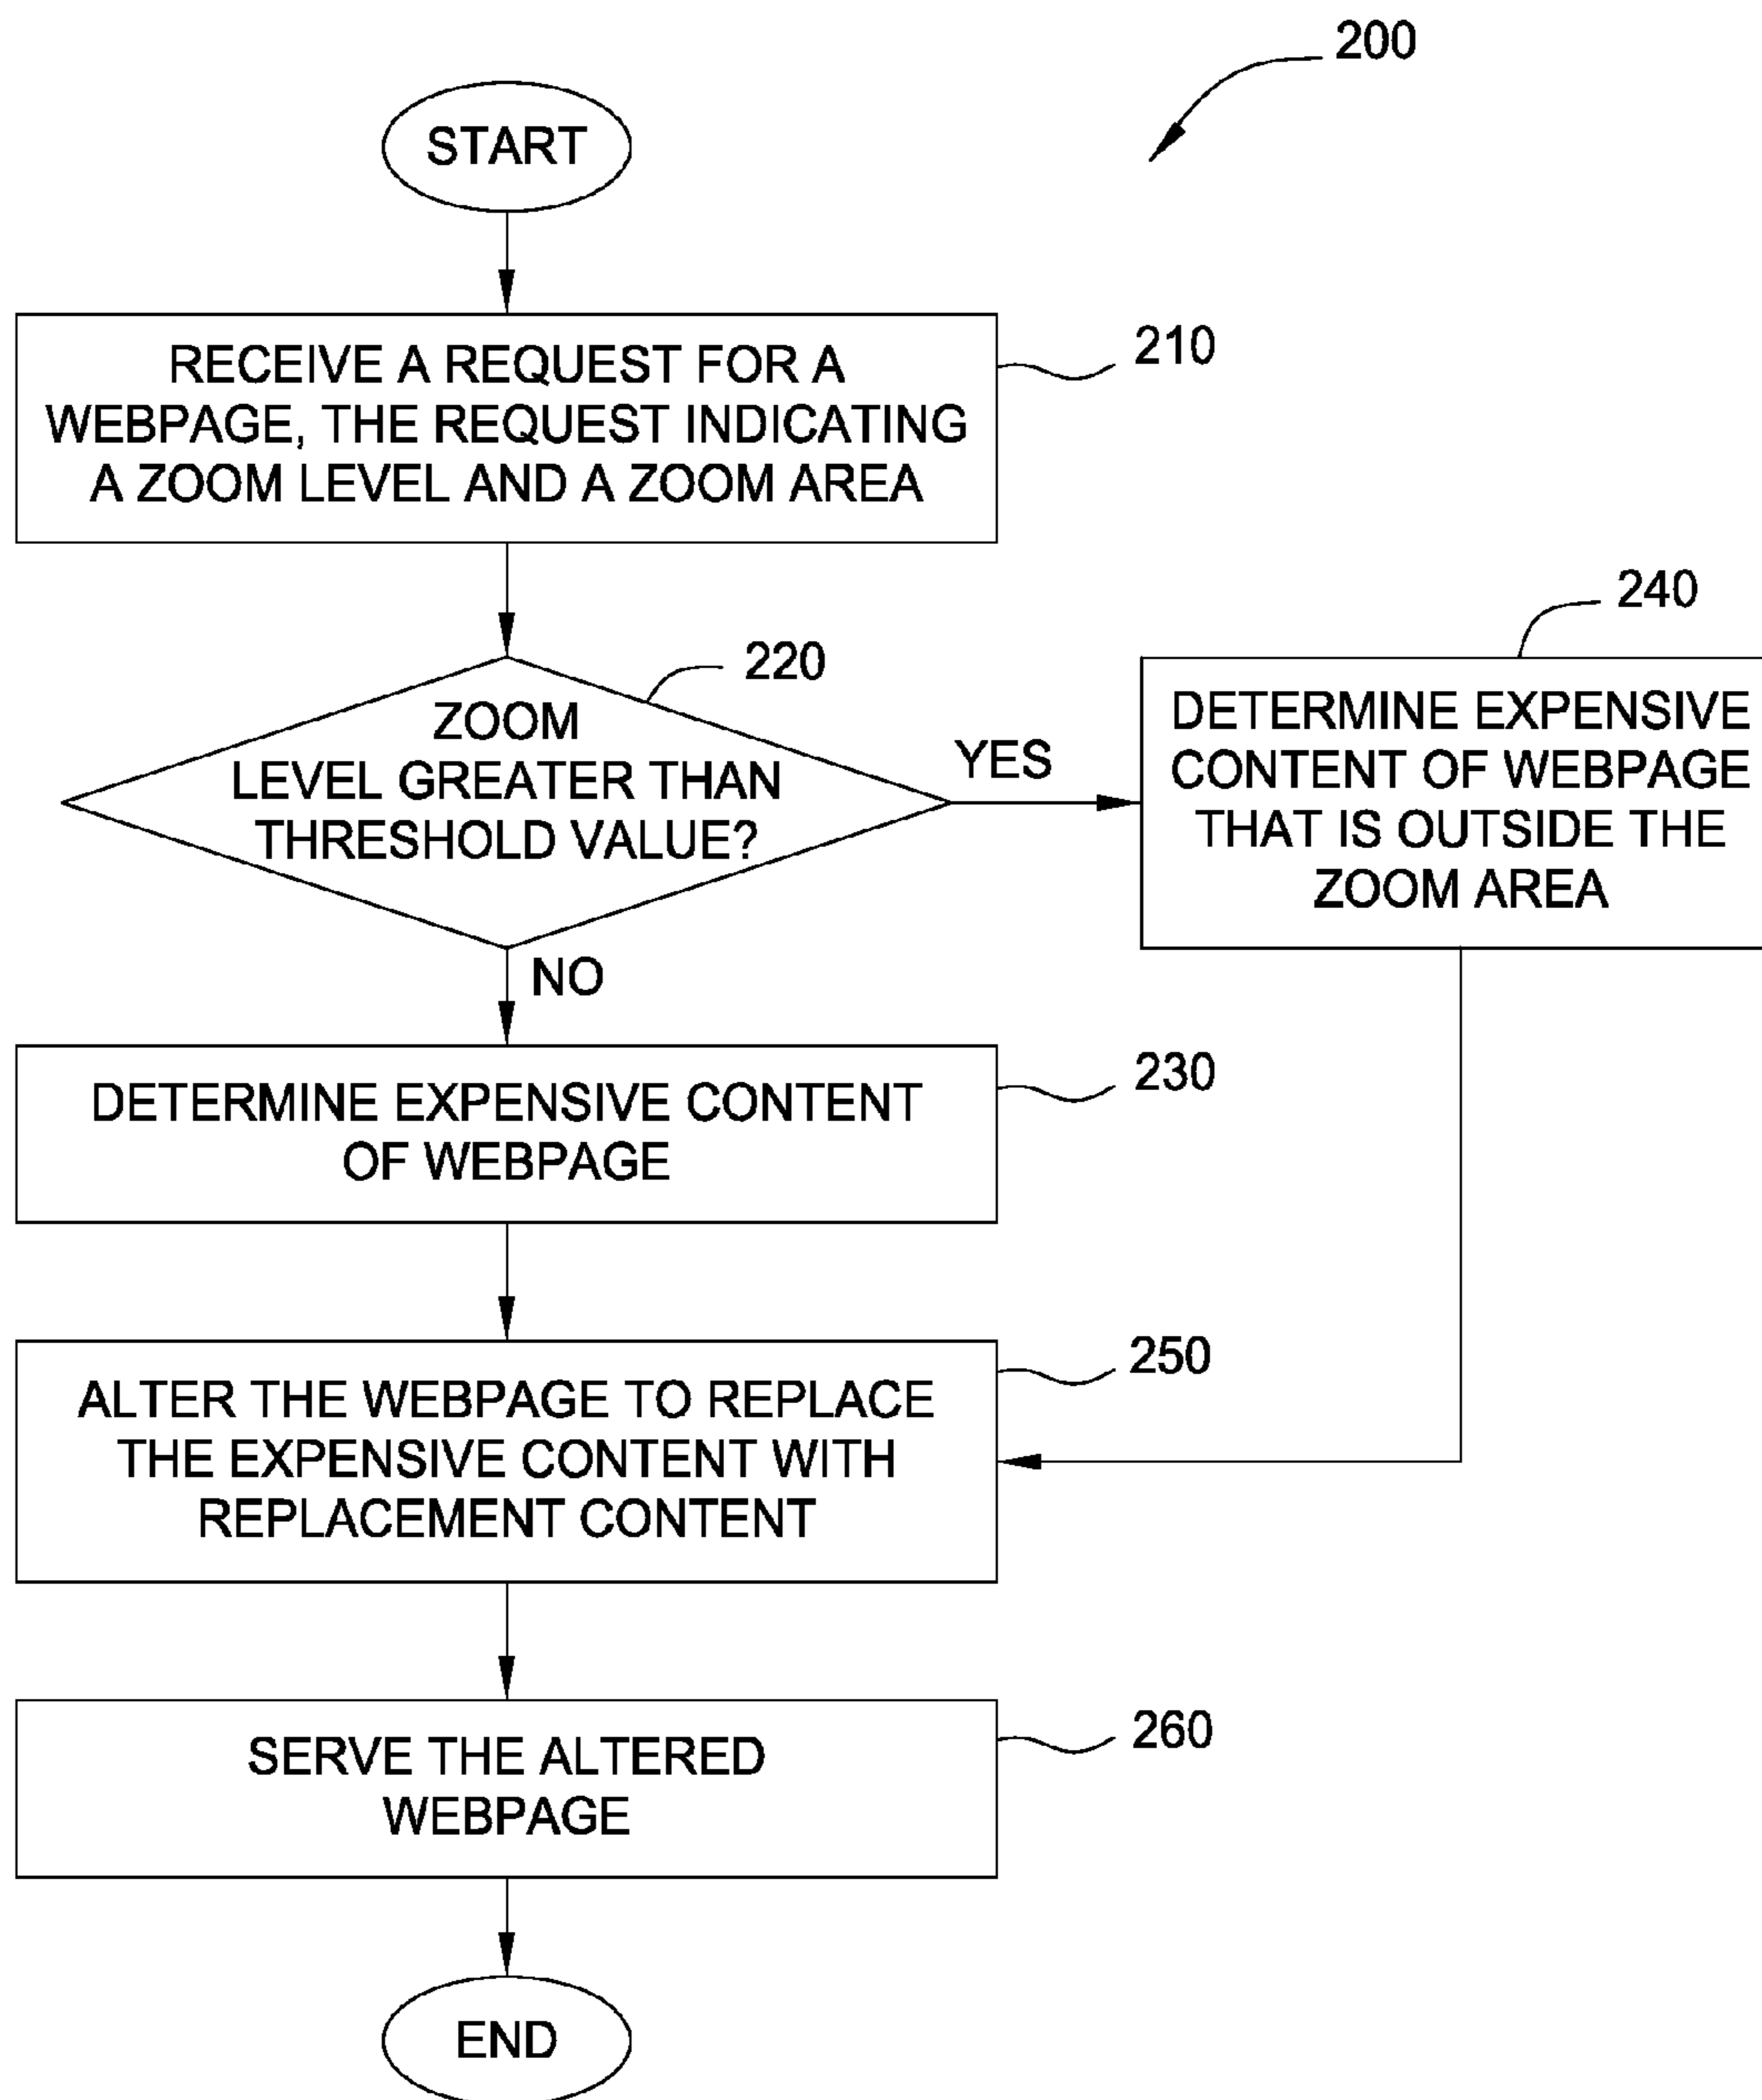 200
START
RECEIVE A REQUEST FOR A
WEBPAGE, THE REQUEST INDICATING
A ZOOM LEVEL AND A ZOOM AREA
210
220
ZOOM
LEVEL GREATER THAN
THRESHOLD VALUE?
YES
240
DETERMINE EXPENSIVE
CONTENT OF WEBPAGE
THAT IS OUTSIDE THE
ZOOM AREA
NO
DETERMINE EXPENSIVE CONTENT
OF WEBPAGE
230
ALTER THE WEBPAGE TO REPLACE
THE EXPENSIVE CONTENT WITH
REPLACEMENT CONTENT
250
SERVE THE ALTERED
WEBPAGE
260
END